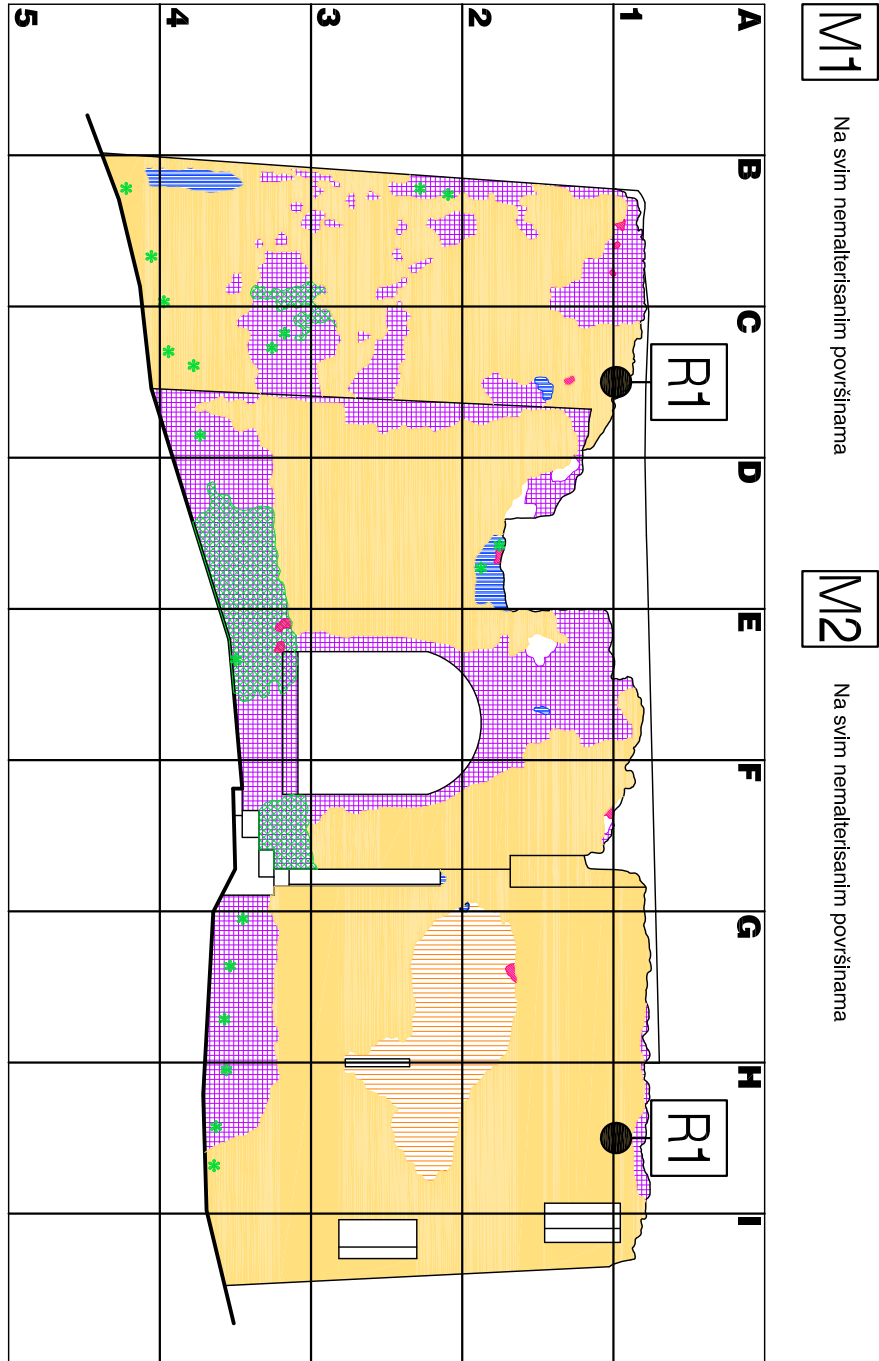 M1
Na svim nemalterisanim površinama
M2
Na svim nemalterisanim površinama
A
B
C
D
E
F
G
H
I
1
2
3
4
5
R1
R1